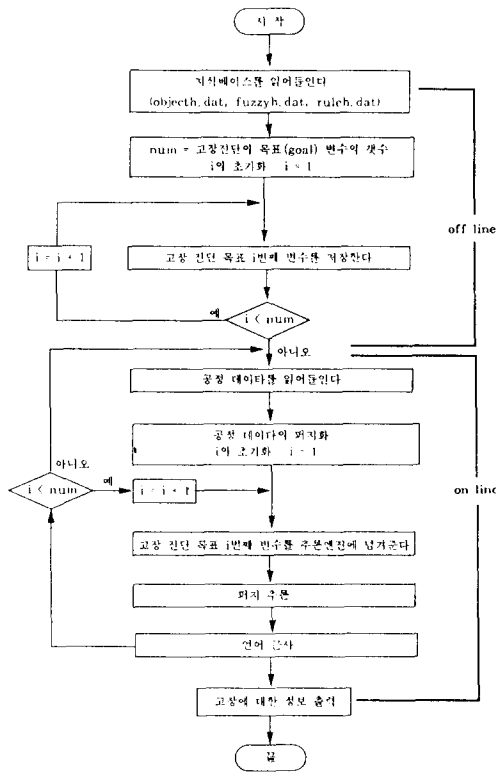 시 작
지식베이스를 읽어들인다
(objecth.dat, fuzzyh.dat, ruleh.dat)
num = 고장진단이 목표(goal) 변수의 갯수
i의 초기화 i = 1
off line
i = i + 1
고장 진단 목표 i번째 변수를 저장한다
예
i < num
아니오
공정 데이타를 읽어들인다
공정 데이타의 퍼지화
i의 초기화 i = 1
아니오
i < num
예
i = i + 1
on line
고장 진단 목표 i번째 변수를 추론엔진에 넘겨준다
퍼지 추론
언어 근사
고장에 대한 정보 출력
끝